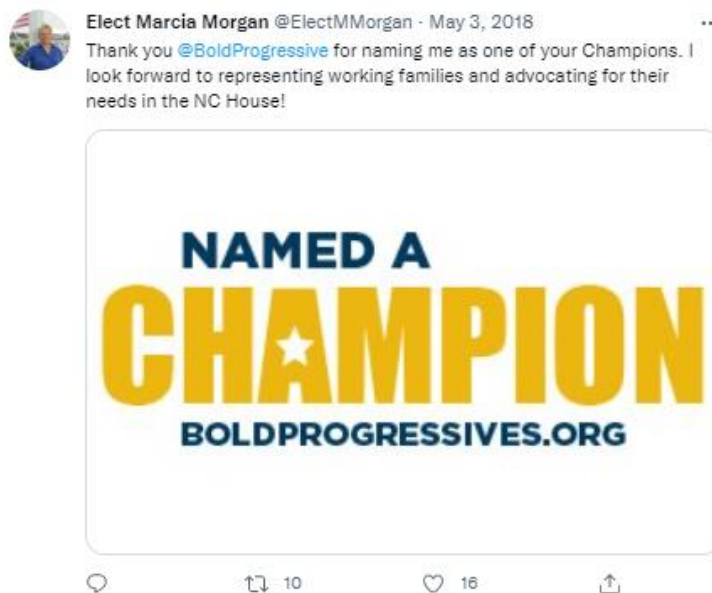 Elect Marcia Morgan @ElectMMorgan · May 3, 2018
Thank you @BoldProgressive for naming me as one of your Champions. I
look forward to representing working families and advocating for their
needs in the NC House!
NAMED A
CHAMPION
BOLDPROGRESSIVES.ORG
10 16